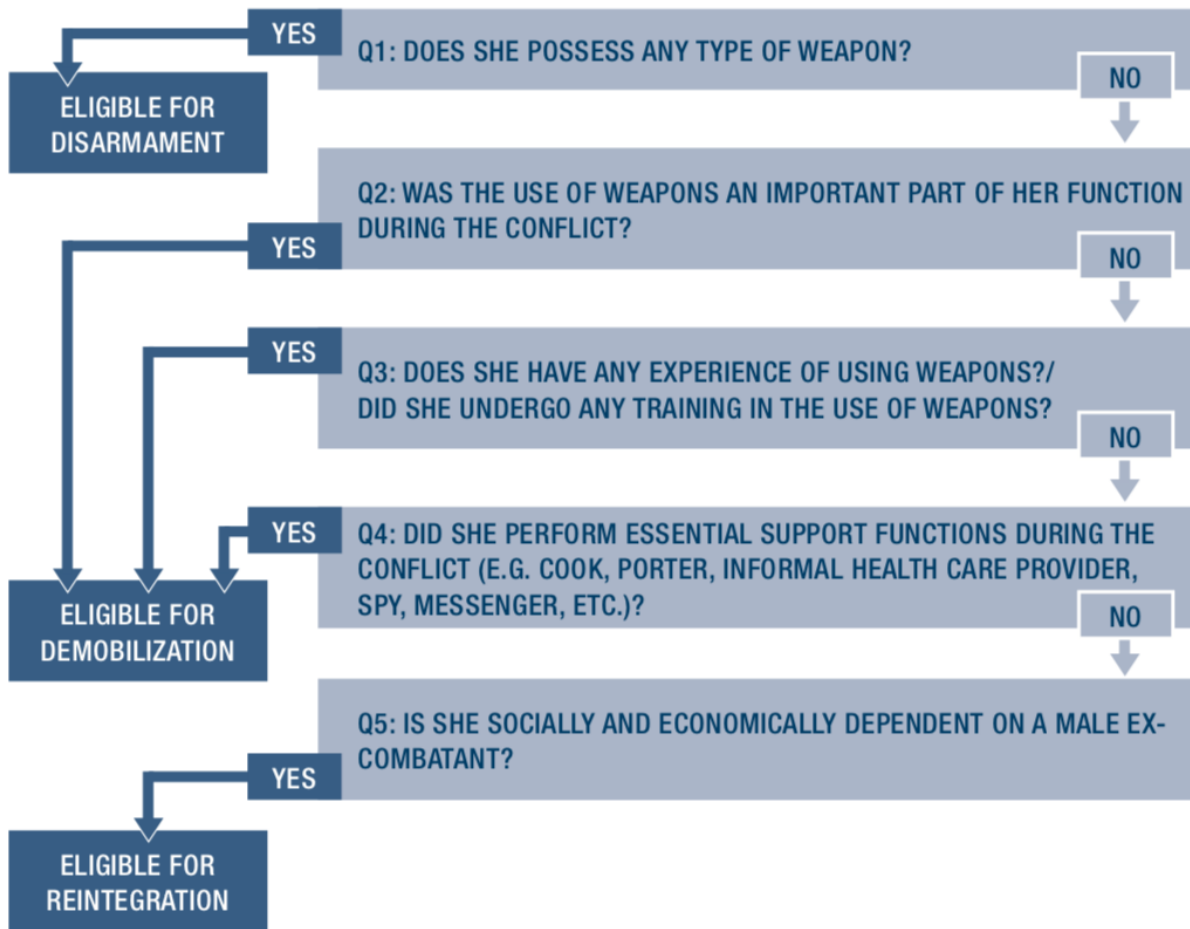 YES
Q1: DOES SHE POSSESS ANY TYPE OF WEAPON?
NO
ELIGIBLE FOR
DISARMAMENT
Q2: WAS THE USE OF WEAPONS AN IMPORTANT PART OF HER FUNCTION
DURING THE CONFLICT?
YES
NO
YES
Q3: DOES SHE HAVE ANY EXPERIENCE OF USING WEAPONS?/
DID SHE UNDERGO ANY TRAINING IN THE USE OF WEAPONS?
NO
YES
Q4: DID SHE PERFORM ESSENTIAL SUPPORT FUNCTIONS DURING THE
CONFLICT (E.G. COOK, PORTER, INFORMAL HEALTH CARE PROVIDER,
SPY, MESSENGER, ETC.)?
NO
ELIGIBLE FOR
DEMOBILIZATION
Q5: IS SHE SOCIALLY AND ECONOMICALLY DEPENDENT ON A MALE EX-
COMBATANT?
YES
ELIGIBLE FOR
REINTEGRATION